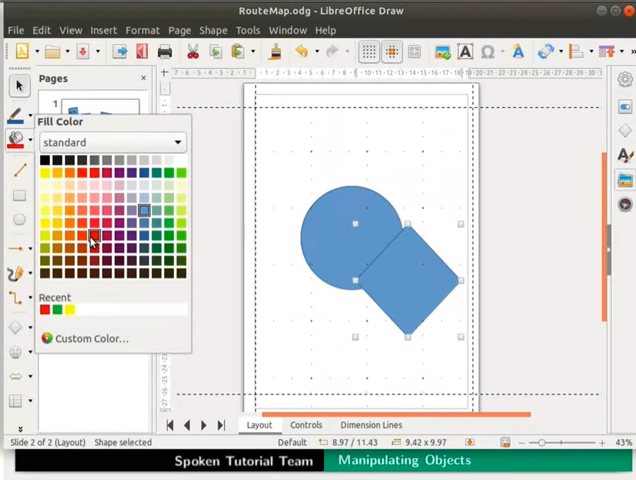 RouteMap.odg - LibreOffice Draw
File Edit View Insert Format Page Shape Tools Window Help
Pages
1
Fill Color
standard
Recent
Custom Color...
Layout Controls Dimension Lines
Slide 2 of 2 (Layout) Shape selected Default 8.97 / 11.43 9.42 x 9.97 43%
Spoken Tutorial Team Manipulating Objects